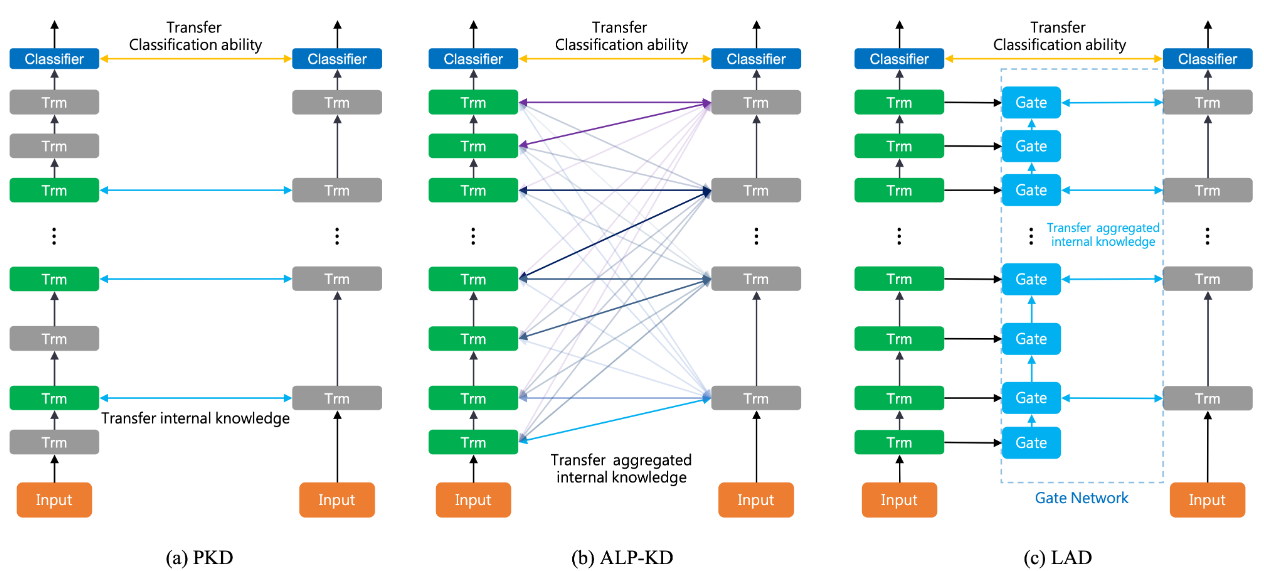 Transfer
Classification ability
Classifier
Classifier
Trm
Trm
Trm
Trm
Trm
Trm
Trm
Trm
Trm
Trm
Trm
Transfer internal knowledge
Input
Input
(a) PKD
Transfer
Classification ability
Classifier
Classifier
Trm
Trm
Trm
Trm
Trm
Trm
Trm
Trm
Trm
Trm
Trm
Transfer aggregated
internal knowledge
Input
Input
(b) ALP-KD
Transfer
Classification ability
Classifier
Classifier
Trm
Gate
Trm
Trm
Gate
Trm
Gate
Trm
Transfer aggregated
internal knowledge
Trm
Gate
Trm
Trm
Gate
Trm
Gate
Trm
Trm
Gate
Input
Gate Network
Input
(c) LAD